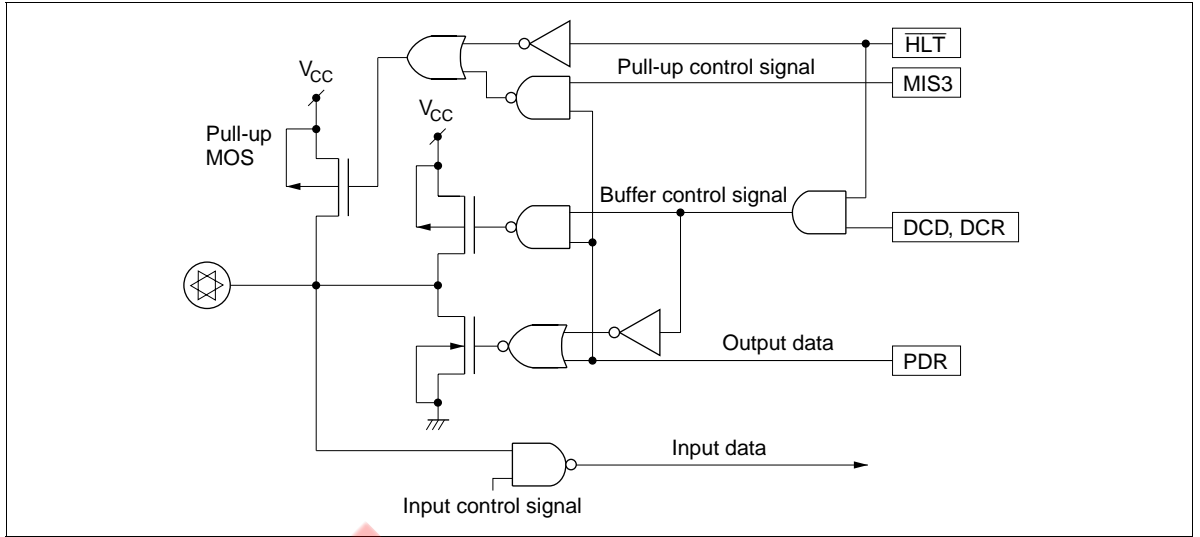 HLT
Pull-up control signal
MIS3
VCC
Pull-up
MOS
VCC
Buffer control signal
DCD, DCR
Output data
PDR
Input data
Input control signal